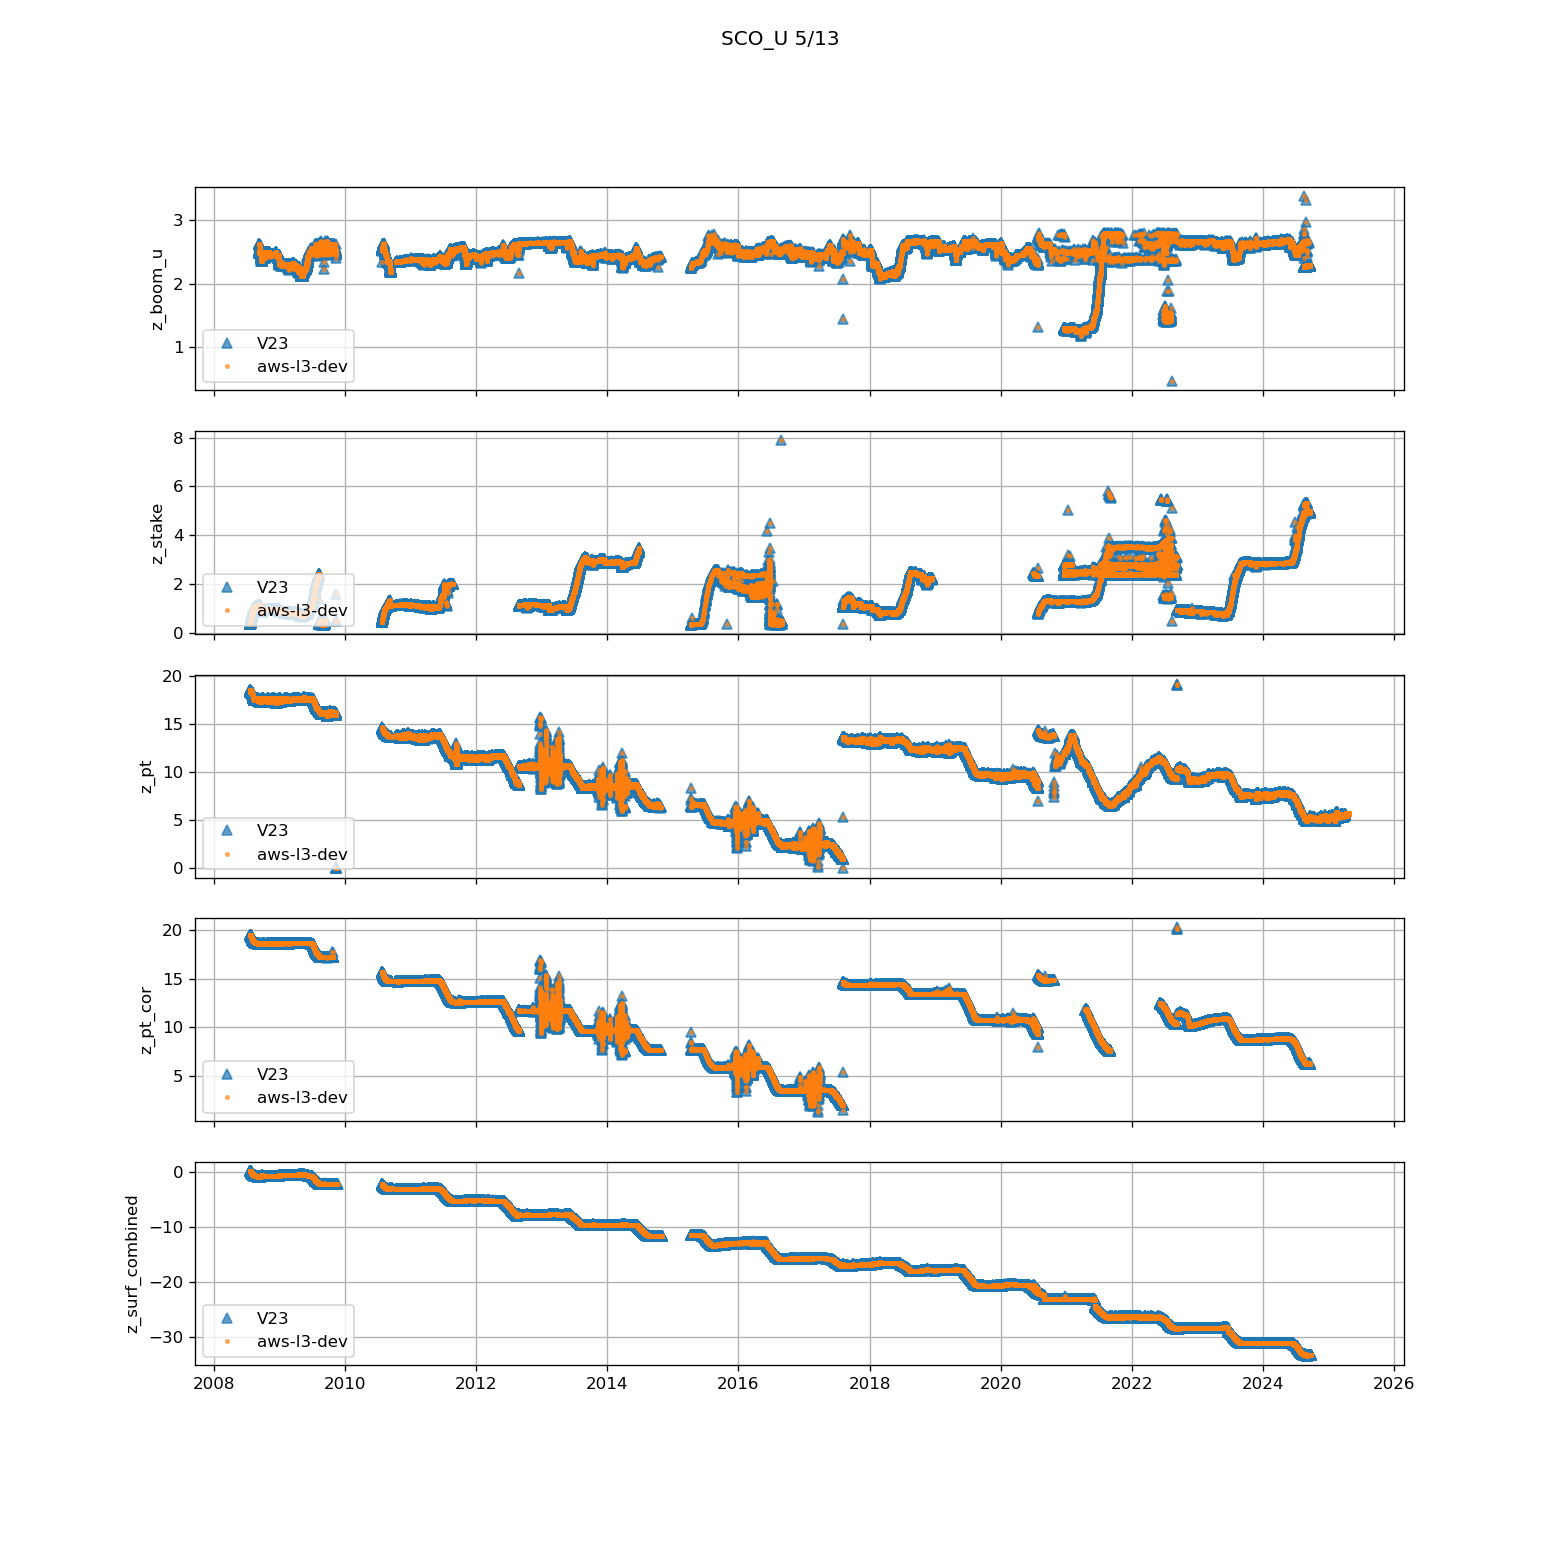 SCO_U 5/13
3
2
1
z_boom_u
V23
aws-l3-dev
8
6
4
2
0
z_stake
V23
aws-l3-dev
20
15
10
5
0
z_pt
V23
aws-l3-dev
20
15
10
5
z_pt_cor
V23
aws-l3-dev
0
−10
−20
−30
z_surf_combined
V23
aws-l3-dev
2008 2010 2012 2014 2016 2018 2020 2022 2024 2026